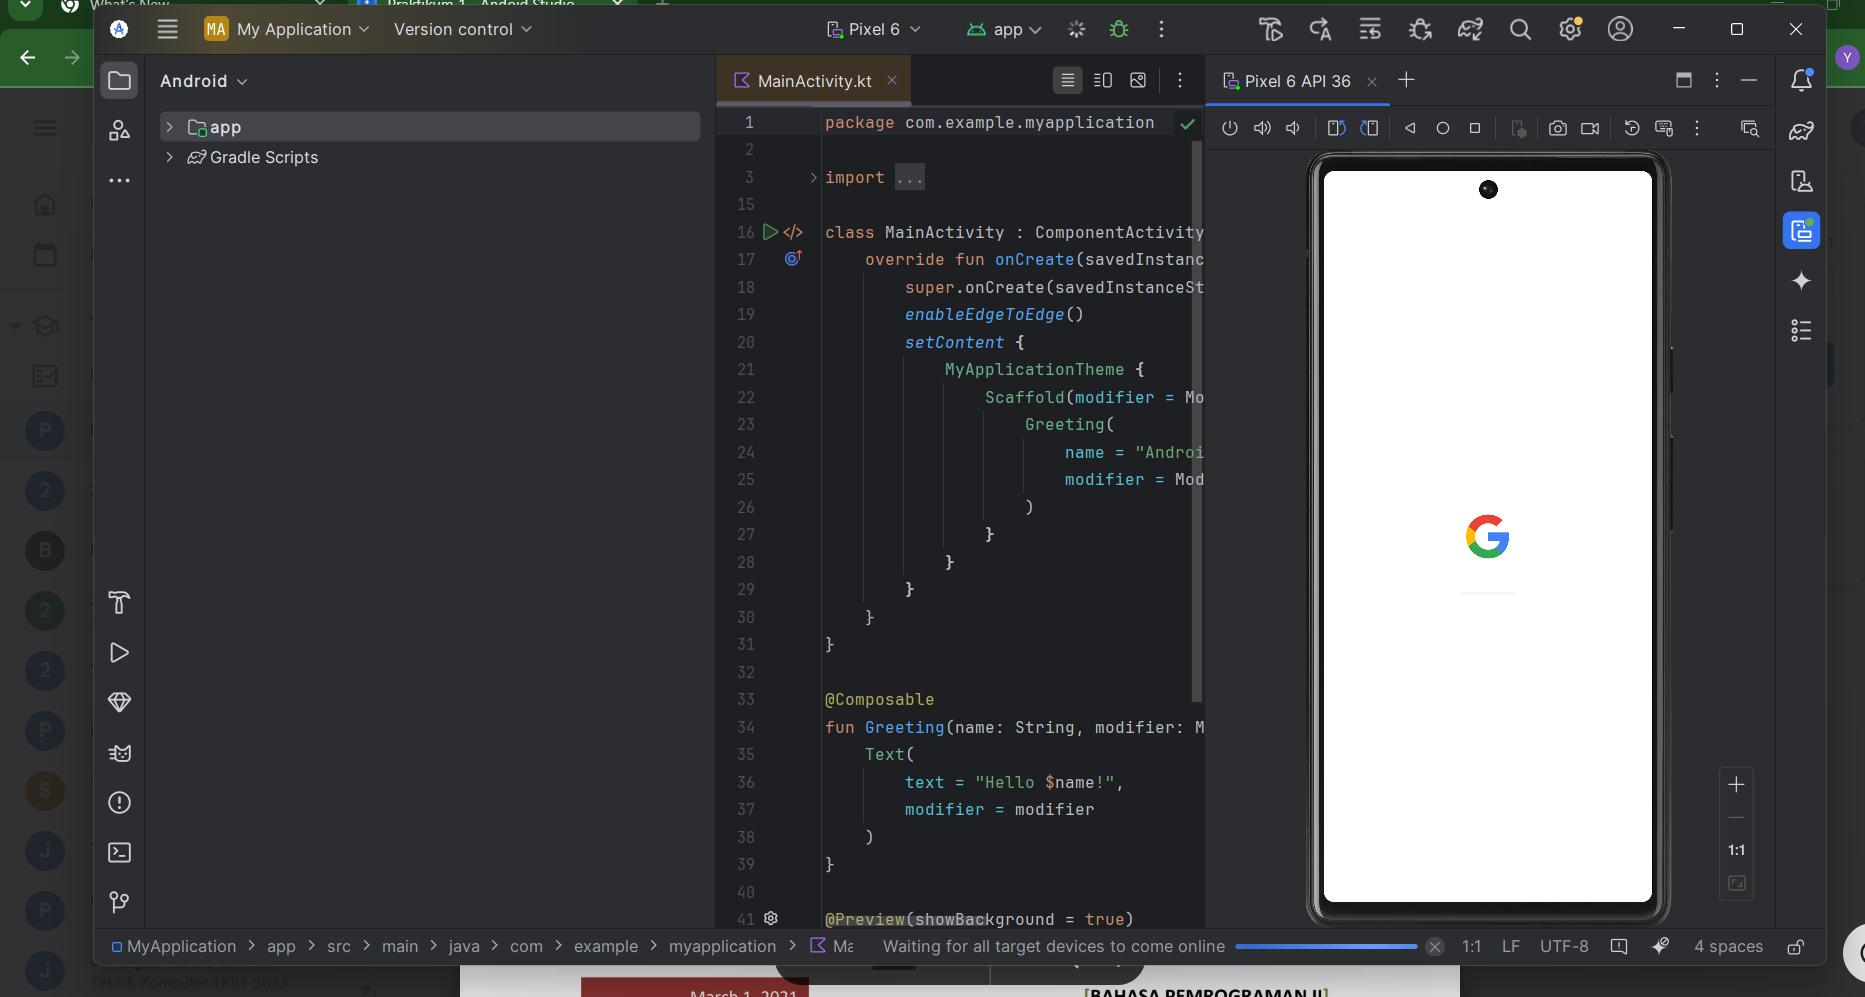 What's New
Praktikum 1 - Andoid Studio
MA My Application
Version control
Pixel 6
app
Y
Android
MainActivity.kt
Pixel 6 API 36
app
Gradle Scripts
1 package com.example.myapplication
2
3 import ...
15
16 class MainActivity : ComponentActivity
17 override fun onCreate(savedInstanc
18 super.onCreate(savedInstanceSt
19 enableEdgeToEdge()
20 setContent {
21 MyApplicationTheme {
22 Scaffold(modifier = Mo
23 Greeting(
24 name = "Androi
25 modifier = Mod
26 )
27 }
28 }
29 }
30 }
31 }
32
33 @Composable
34 fun Greeting(name: String, modifier: M
35 Text(
36 text = "Hello $name!",
37 modifier = modifier
38 )
39 }
40
41 @Preview(showBackground = true)
G
P
2
B
2
2
P
S
J
P
J
1:1
MyApplication > app > src > main > java > com > example > myapplication > Ma
Waiting for all target devices to come online
1:1 LF UTF-8 4 spaces
Teknik Komputer TK01-2023
March 1, 2021
[BAHASA PEMPROGRAMAN II]